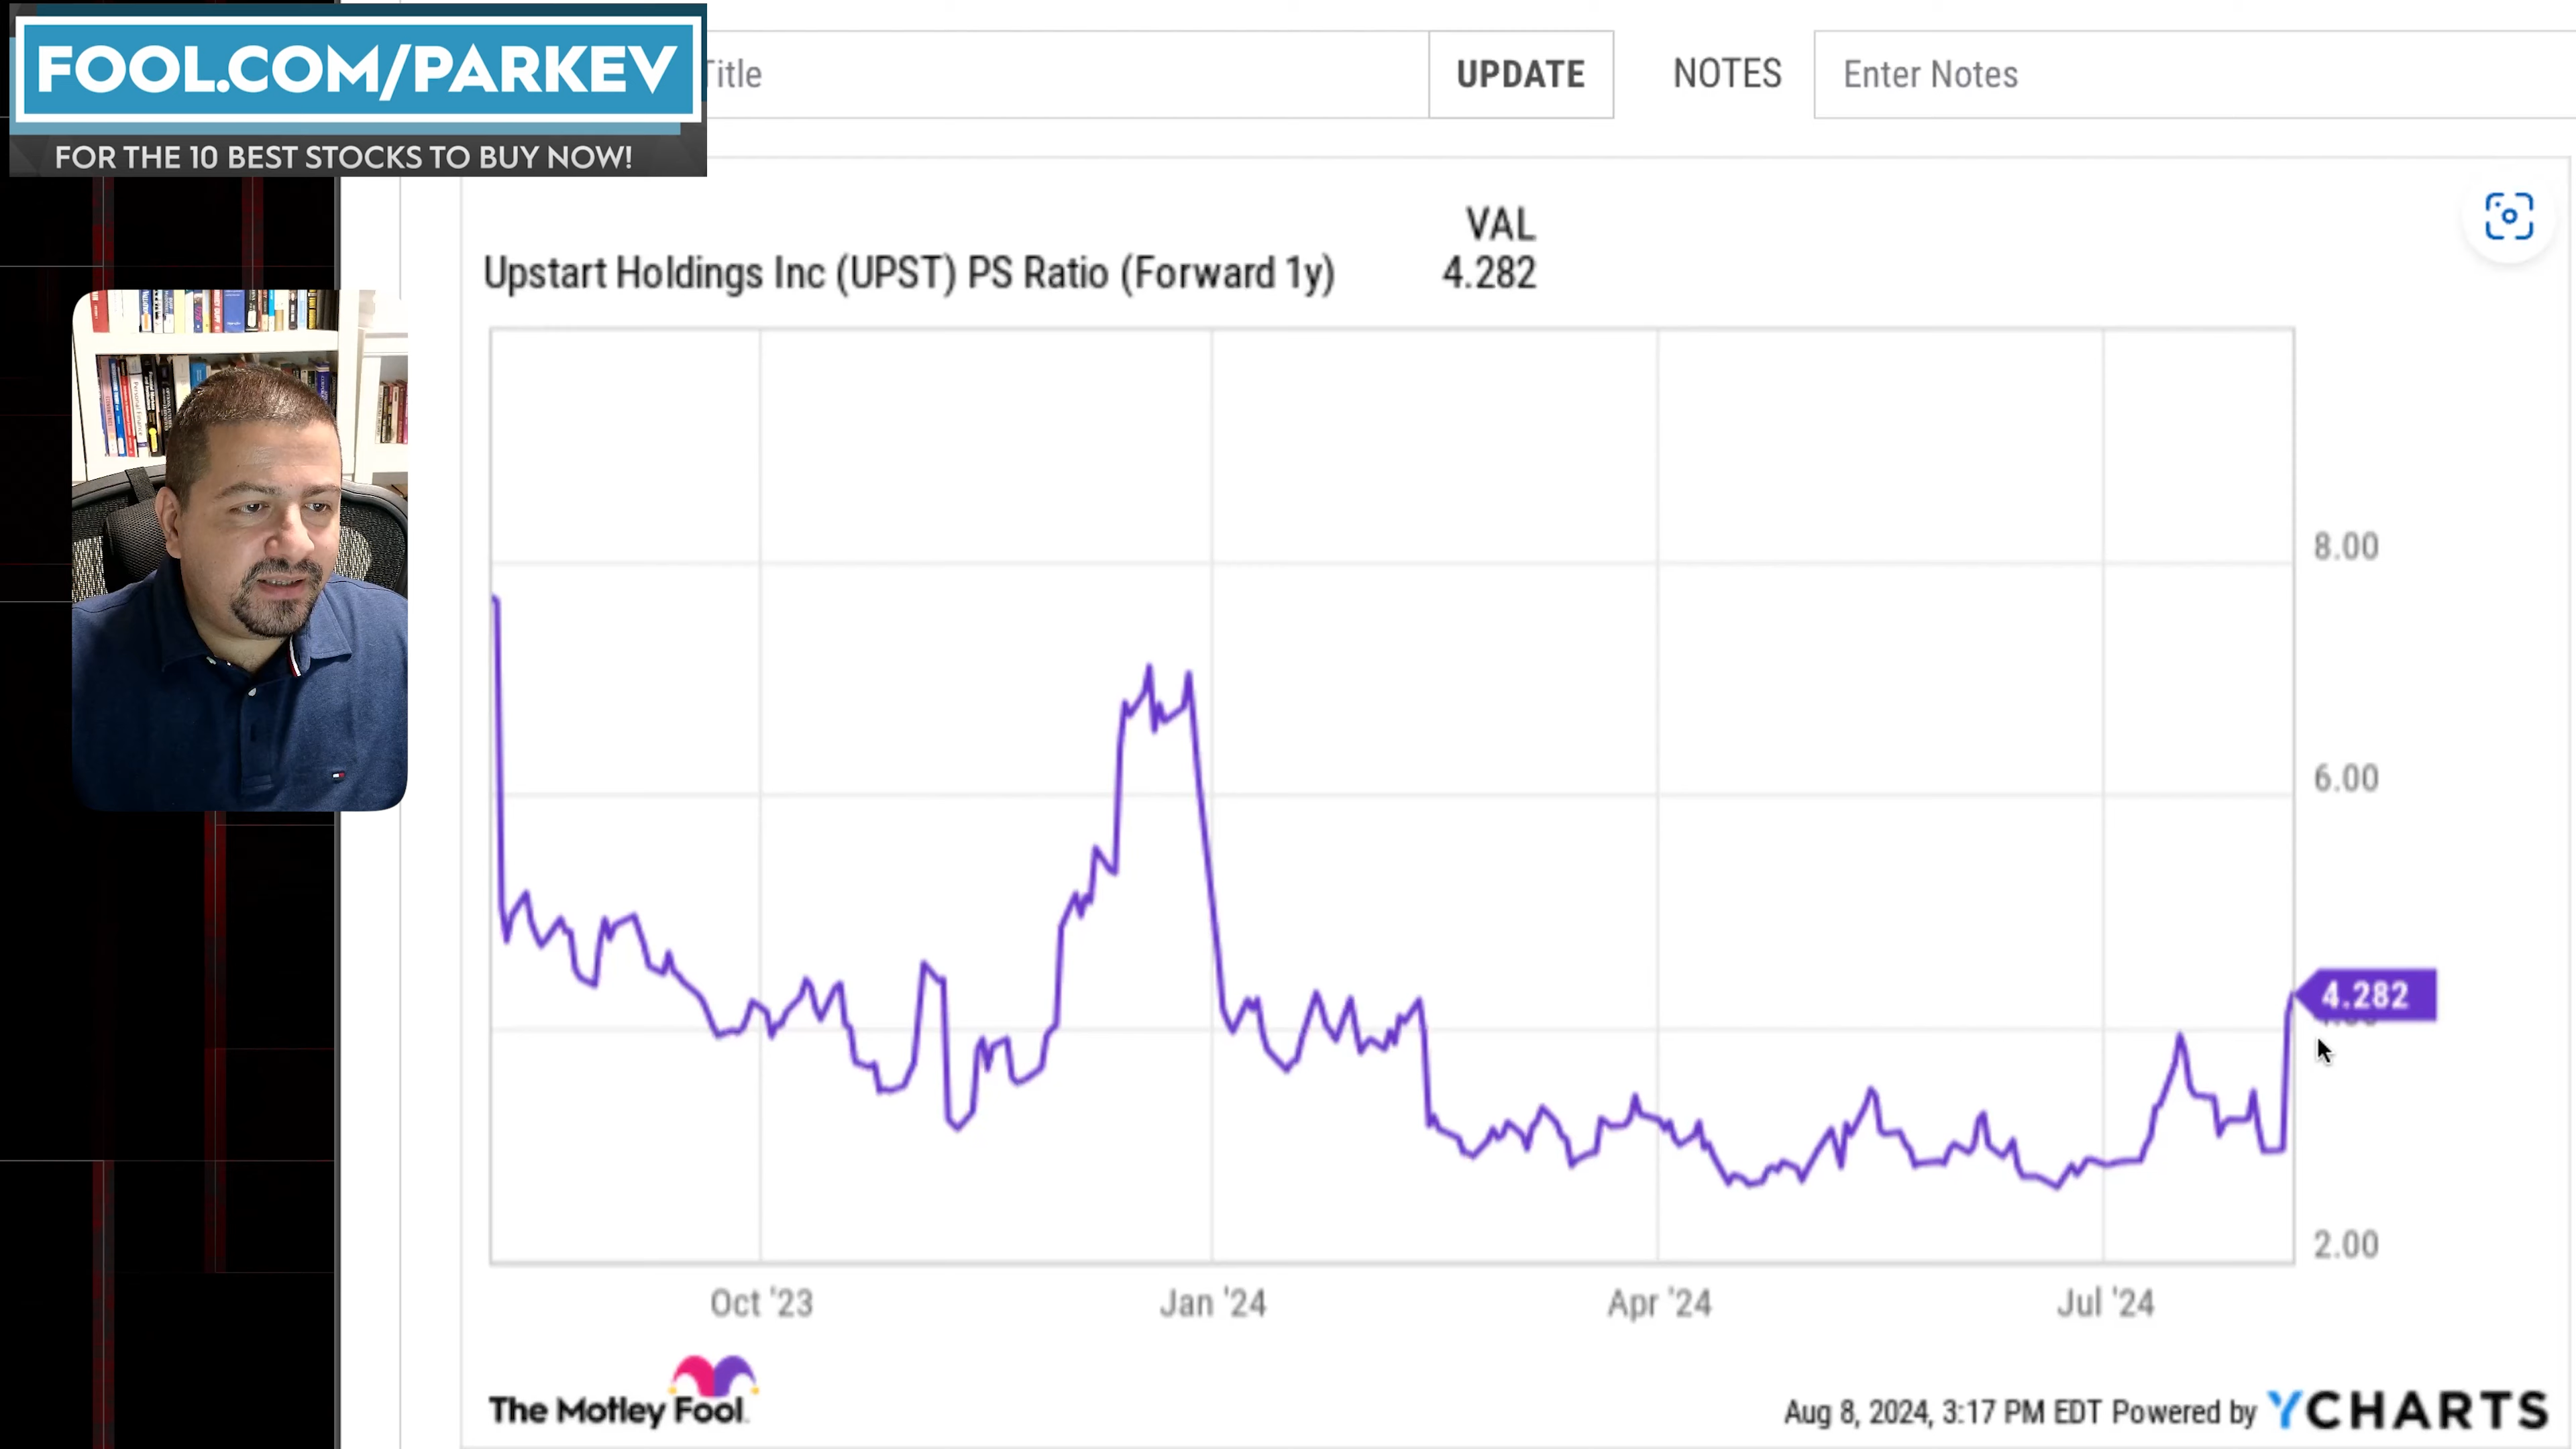 FOOL.COM/PARKEV
FOR THE 10 BEST STOCKS TO BUY NOW!
Title
UPDATE
NOTES
Enter Notes
VAL
Upstart Holdings Inc (UPST) PS Ratio (Forward 1y) 4.282
8.00
6.00
4.282
2.00
Oct '23
Jan '24
Apr '24
Jul '24
The Motley Fool.
Aug 8, 2024, 3:17 PM EDT Powered by YCHARTS